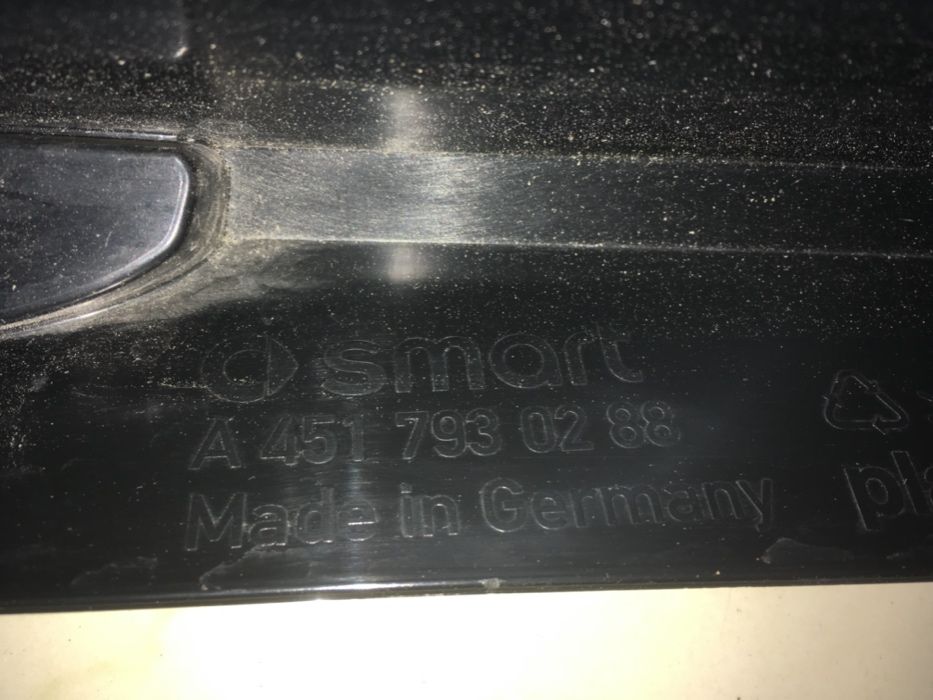 smart
A 451 793 02 88
Made in Germany